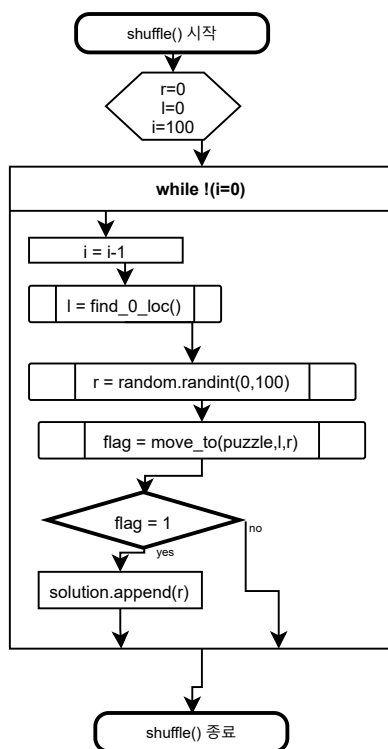 shuffle() 시작
r=0
l=0
i=100
while !(i=0)
i = i-1
l = find_0_loc()
r = random.randint(0,100)
flag = move_to(puzzle,l,r)
flag = 1
no
yes
solution.append(r)
shuffle() 종료